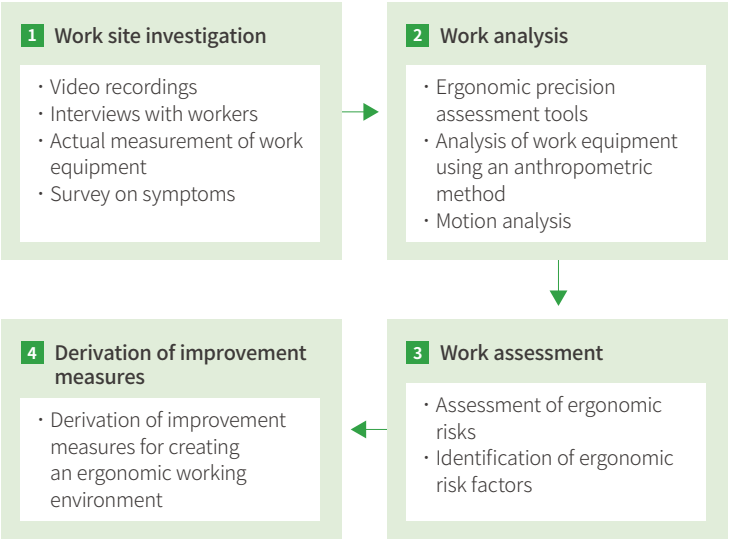 1 Work site investigation
· Video recordings
· Interviews with workers
· Actual measurement of work
equipment
· Survey on symptoms
2 Work analysis
· Ergonomic precision
assessment tools
· Analysis of work equipment
using an anthropometric
method
· Motion analysis
3 Work assessment
· Assessment of ergonomic
risks
· Identification of ergonomic
risk factors
4 Derivation of improvement
measures
· Derivation of improvement
measures for creating
an ergonomic working
environment